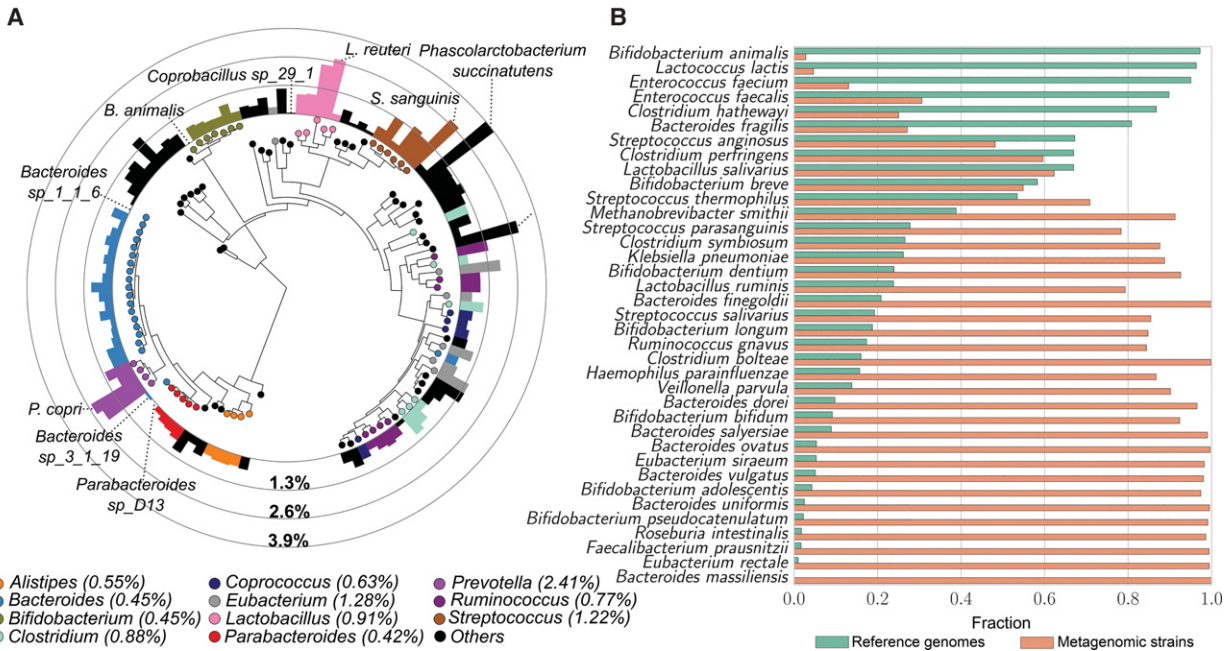 A
L. reuteri
Phascolarctobacterium
succinatutens
Coprobacillus sp_29_1
S. sanguinis
B. animalis
Bacteroides
sp_1_1_6
P. copri
Bacteroides
sp_3_1_19
Parabacteroides
sp_D13
1.3%
2.6%
3.9%
Alistipes (0.55%)
Bacteroides (0.45%)
Bifidobacterium (0.45%)
Clostridium (0.88%)
Coprococcus (0.63%)
Eubacterium (1.28%)
Lactobacillus (0.91%)
Parabacteroides (0.42%)
Prevotella (2.41%)
Ruminococcus (0.77%)
Streptococcus (1.22%)
Others
B
Bifidobacterium animalis
Lactococcus lactis
Enterococcus faecium
Enterococcus faecalis
Clostridium hathewayi
Bacteroides fragilis
Streptococcus anginosus
Clostridium perfringens
Lactobacillus salivarius
Bifidobacterium breve
Streptococcus thermophilus
Methanobrevibacter smithii
Streptococcus parasanguinis
Clostridium symbiosum
Klebsiella pneumoniae
Bifidobacterium dentium
Lactobacillus ruminis
Bacteroides finegoldii
Streptococcus salivarius
Bifidobacterium longum
Ruminococcus gnavus
Clostridium bolteae
Haemophilus parainfluenzae
Veillonella parvula
Bacteroides dorei
Bifidobacterium bifidum
Bacteroides salyersiae
Bacteroides ovatus
Eubacterium siraeum
Bacteroides vulgatus
Bifidobacterium adolescentis
Bacteroides uniformis
Bifidobacterium pseudocatenulatum
Roseburia intestinalis
Faecalibacterium prausnitzii
Eubacterium rectale
Bacteroides massiliensis
0.0 0.2 0.4 0.6 0.8 1.0
Fraction
Reference genomes Metagenomic strains